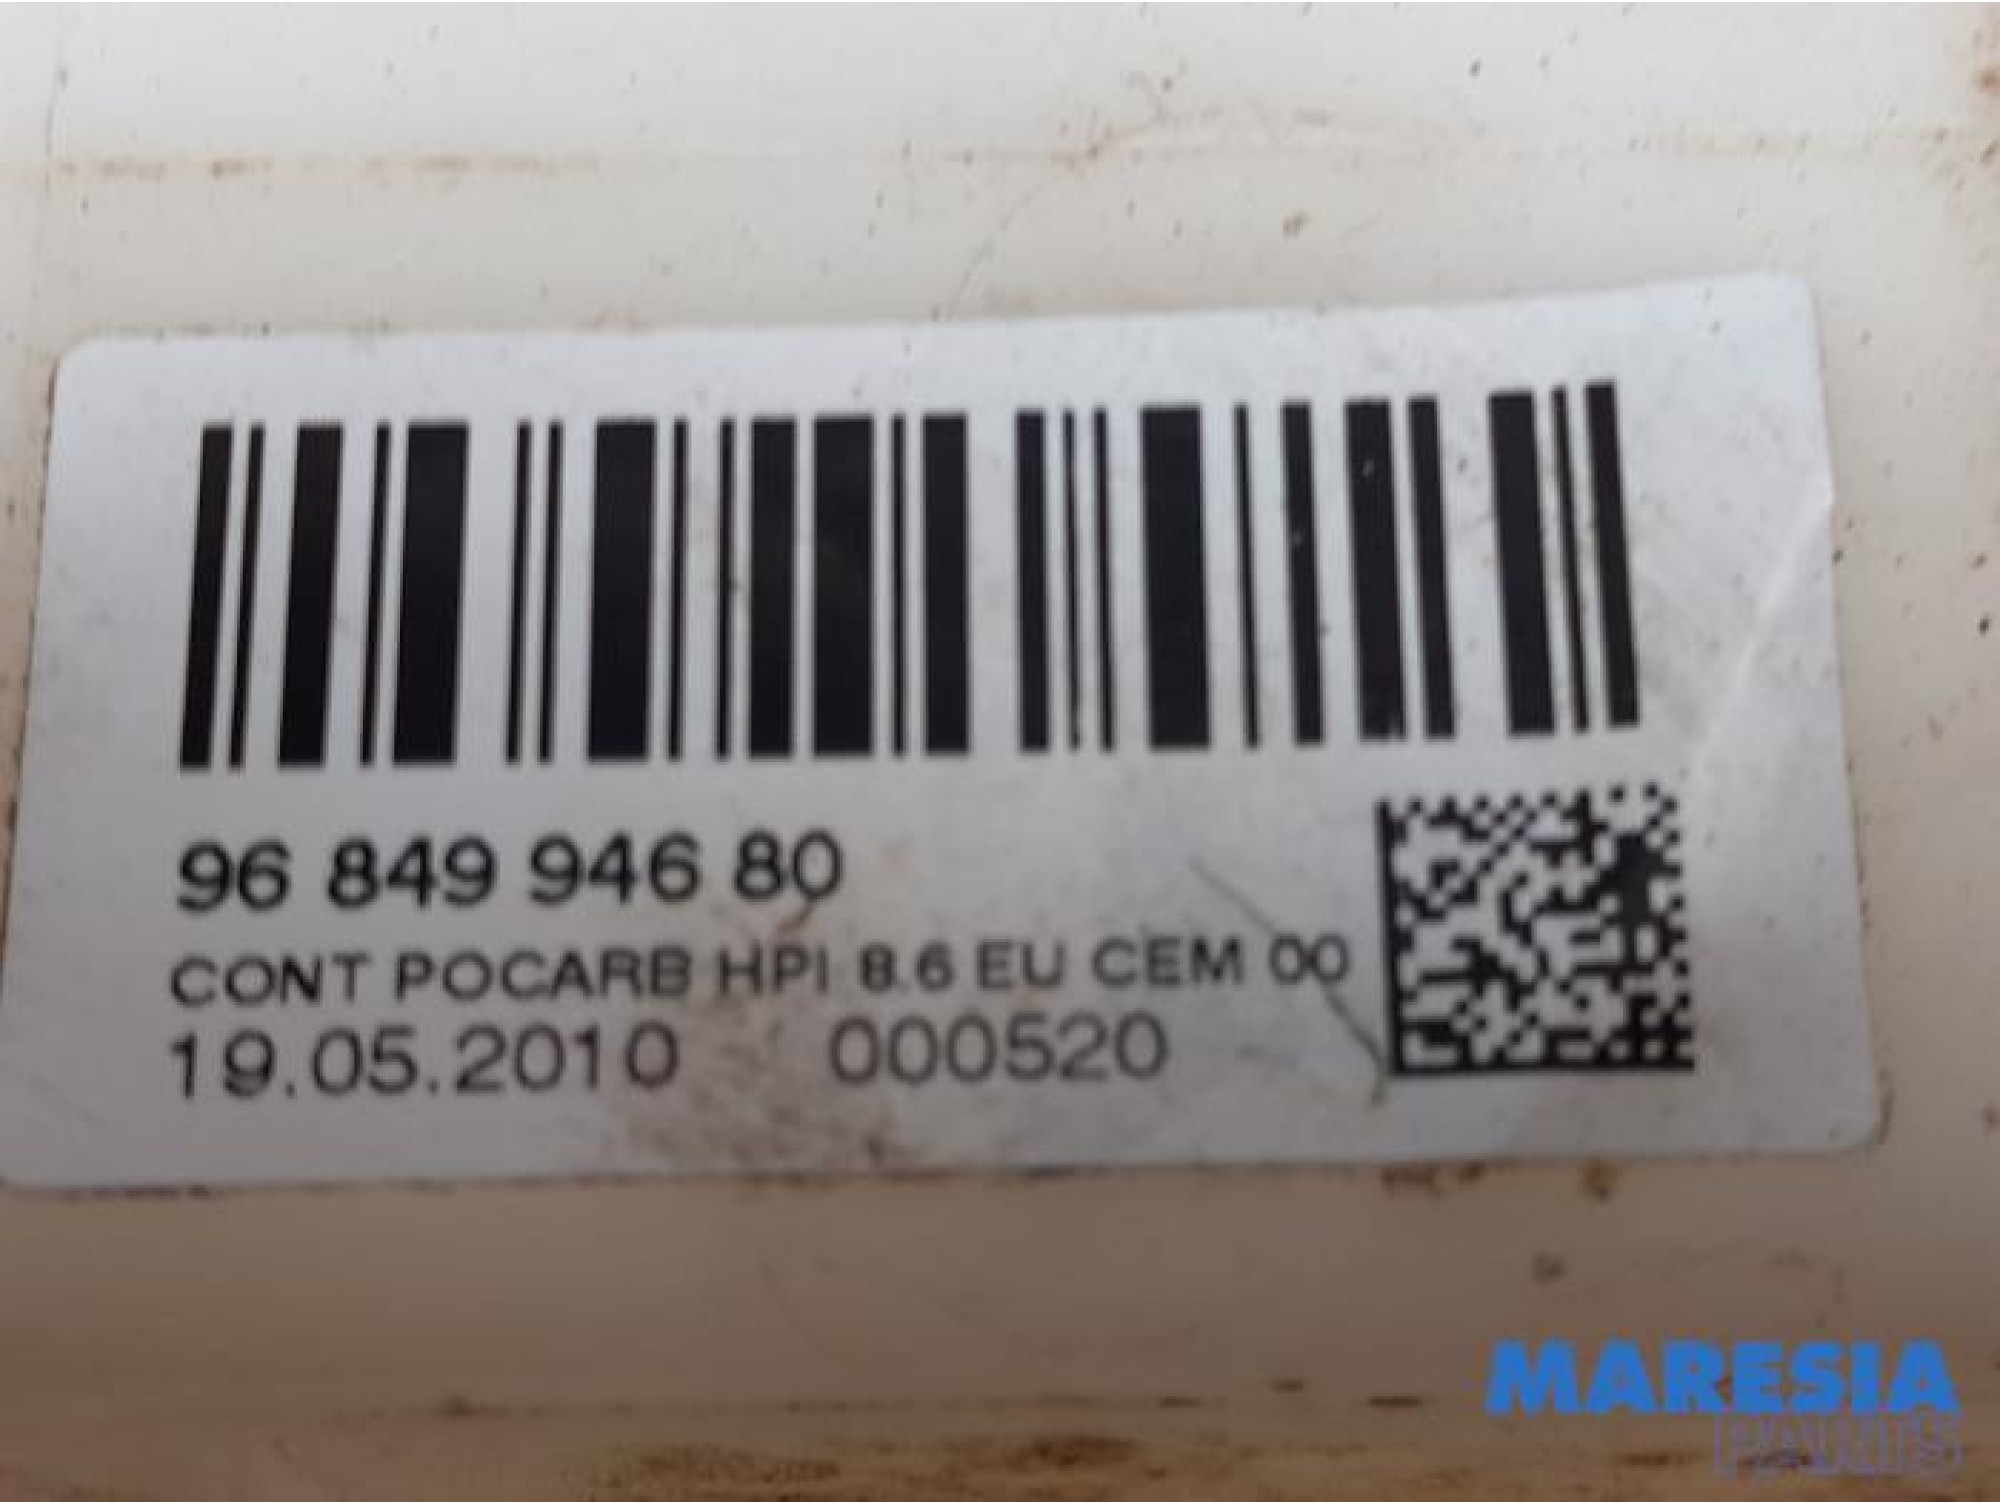 96 849 946 80
CONT POCARB HPI 8.6 EU CEM 00
19.05.2010 000520
MARESIA
PARTS